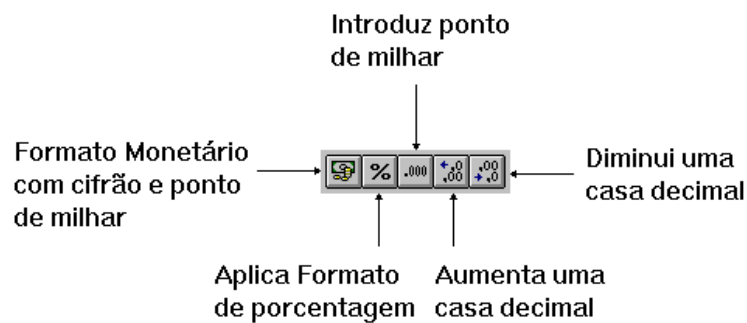 Introduz ponto
de milhar
Formato Monetário
com cifrão e ponto
de milhar
%
.000
,0
,00
,00
,0
Diminui uma
casa decimal
Aplica Formato
de porcentagem
Aumenta uma
casa decimal